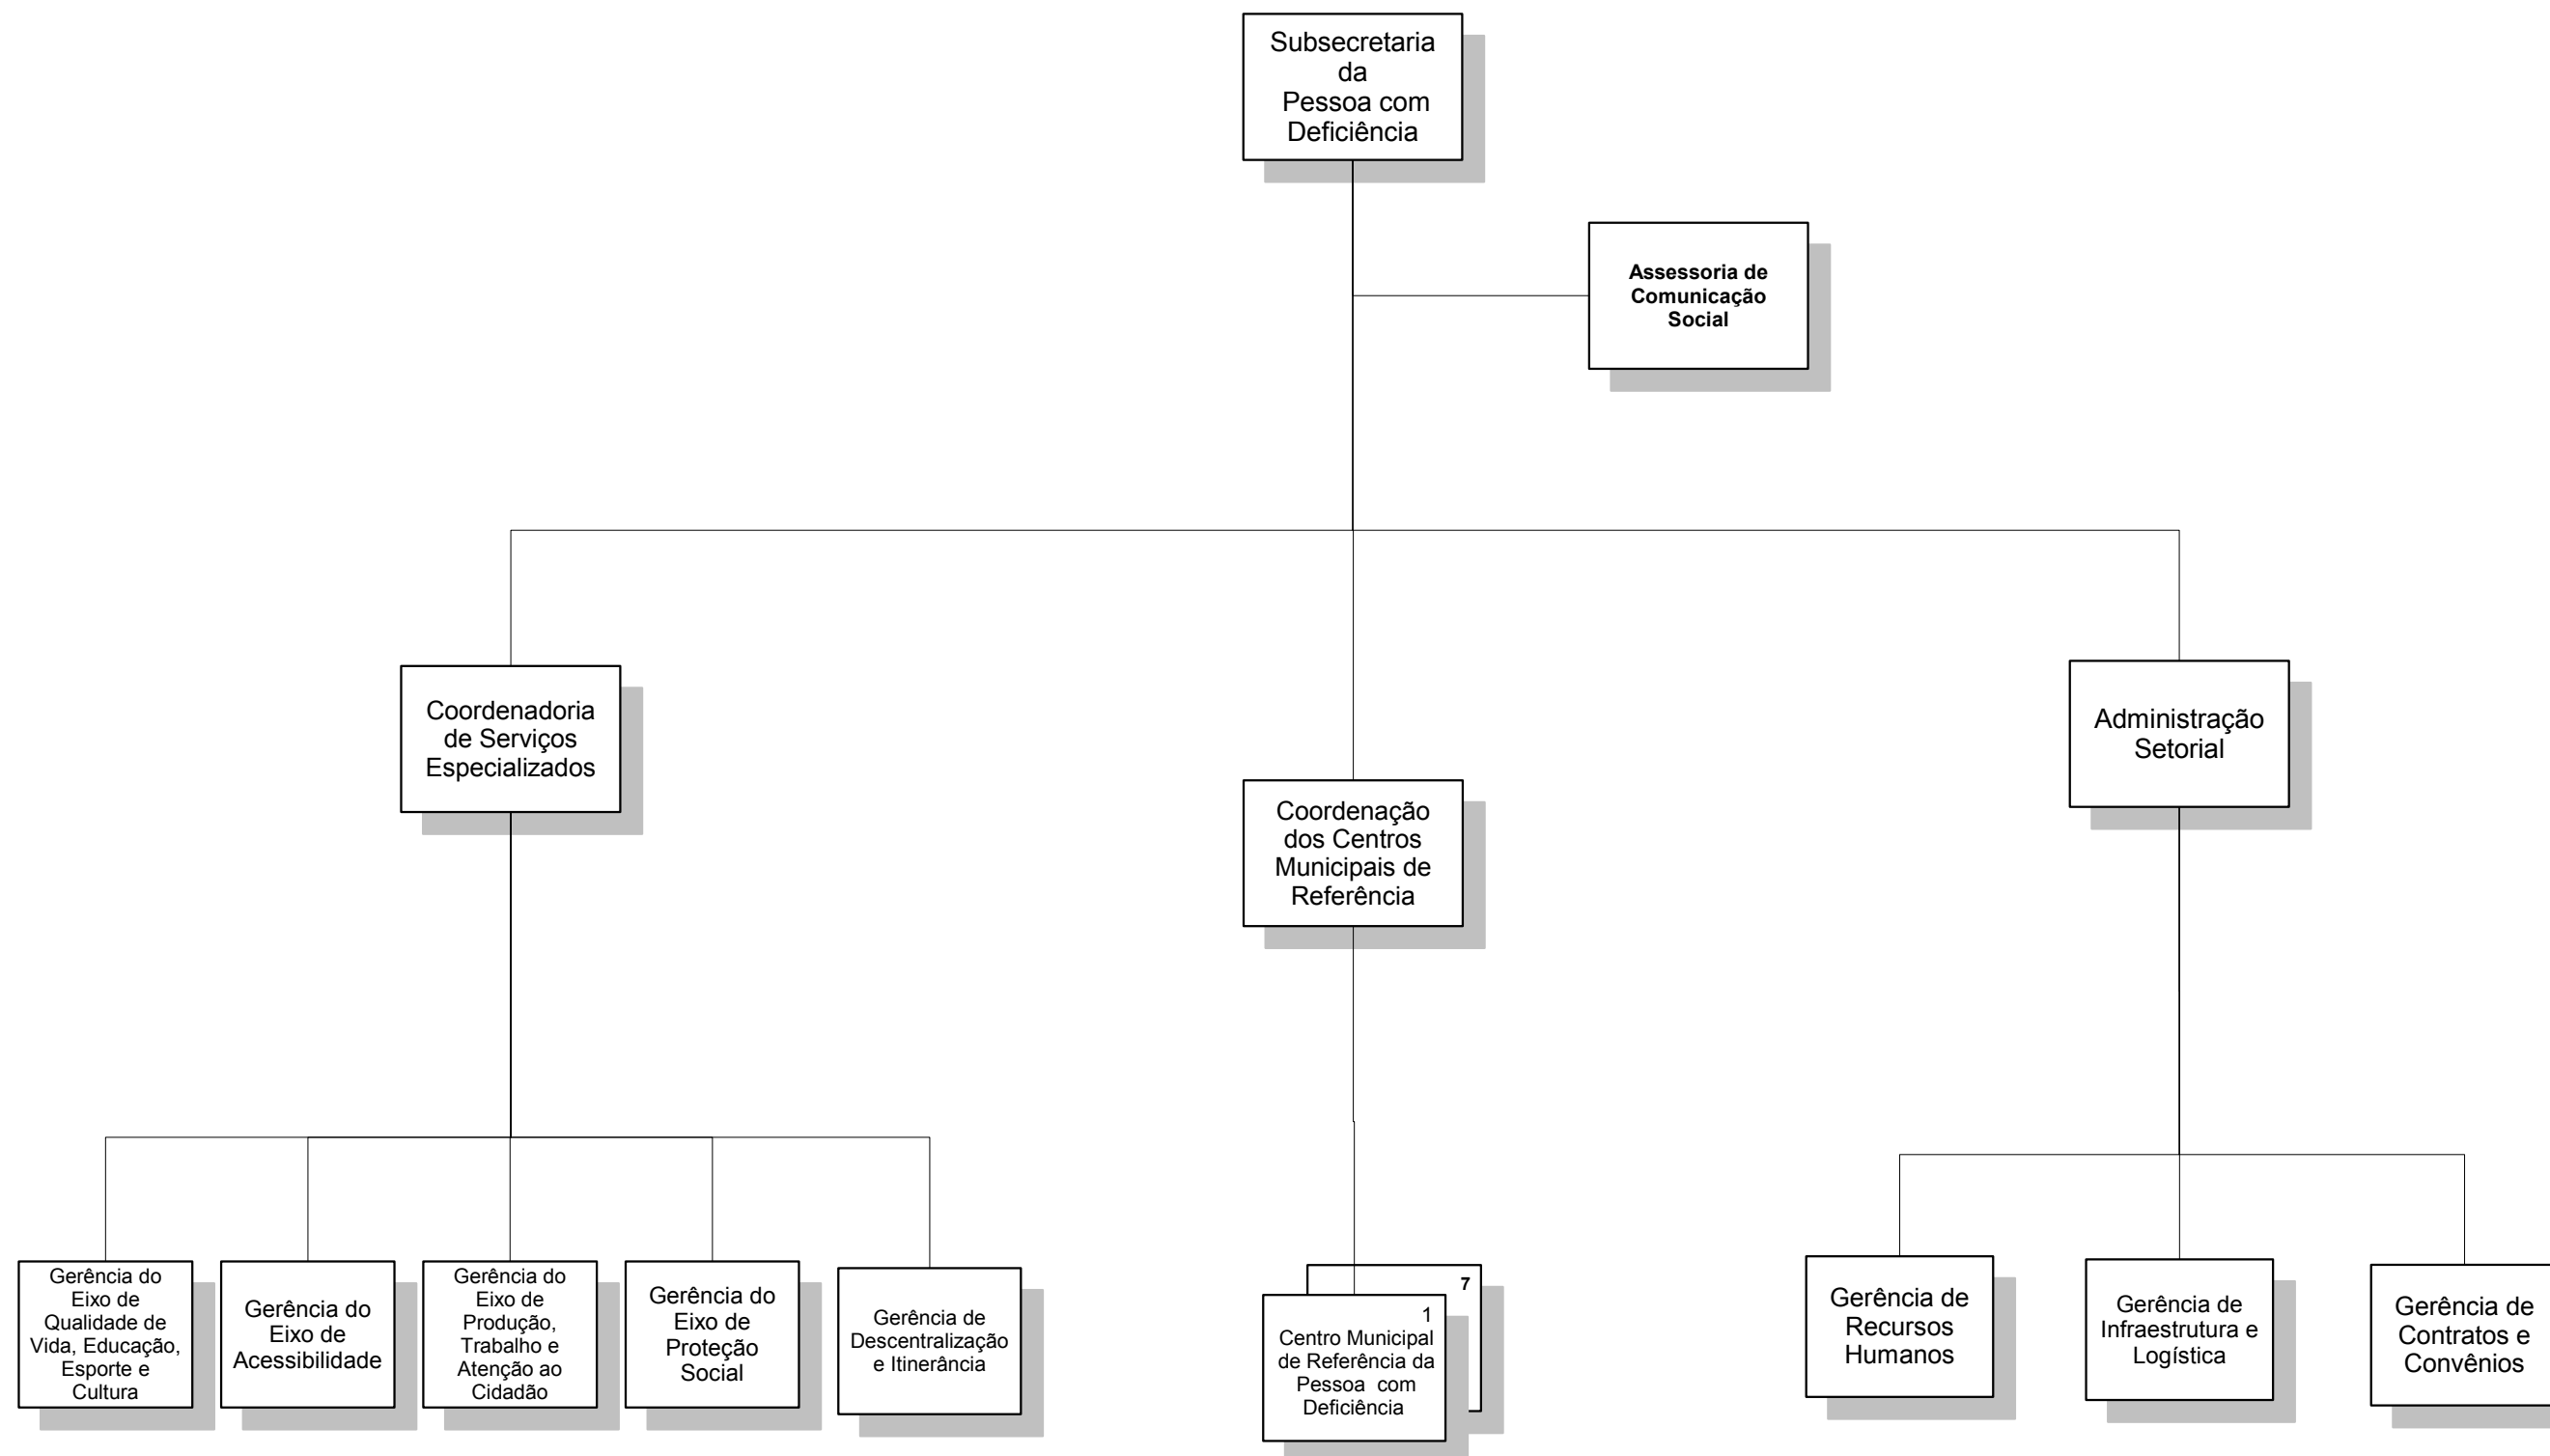 Subsecretaria
da
Pessoa com
Deficiência
Assessoria de
Comunicação
Social
Coordenadoria
de Serviços
Especializados
Coordenação
dos Centros
Municipais de
Referência
Administração
Setorial
Gerência do
Eixo de
Qualidade de
Vida, Educação,
Esporte e
Cultura
Gerência do
Eixo de
Acessibilidade
Gerência do
Eixo de
Produção,
Trabalho e
Atenção ao
Cidadão
Gerência do
Eixo de
Proteção
Social
Gerência de
Descentralização
e Itinerância
7
1
Centro Municipal
de Referência da
Pessoa com
Deficiência
Gerência de
Recursos
Humanos
Gerência de
Infraestrutura e
Logística
Gerência de
Contratos e
Convênios